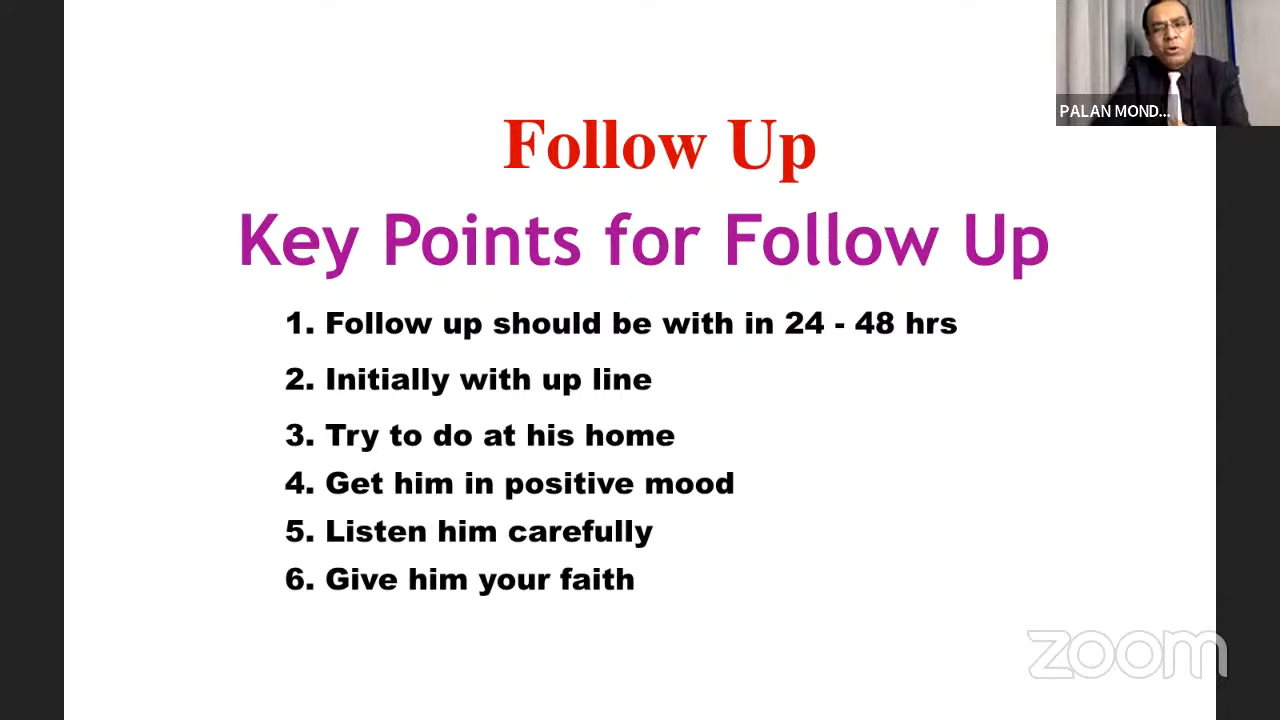 PALAN MOND...
Follow Up
Key Points for Follow Up
1. Follow up should be with in 24 - 48 hrs
2. Initially with up line
3. Try to do at his home
4. Get him in positive mood
5. Listen him carefully
6. Give him your faith
zoom